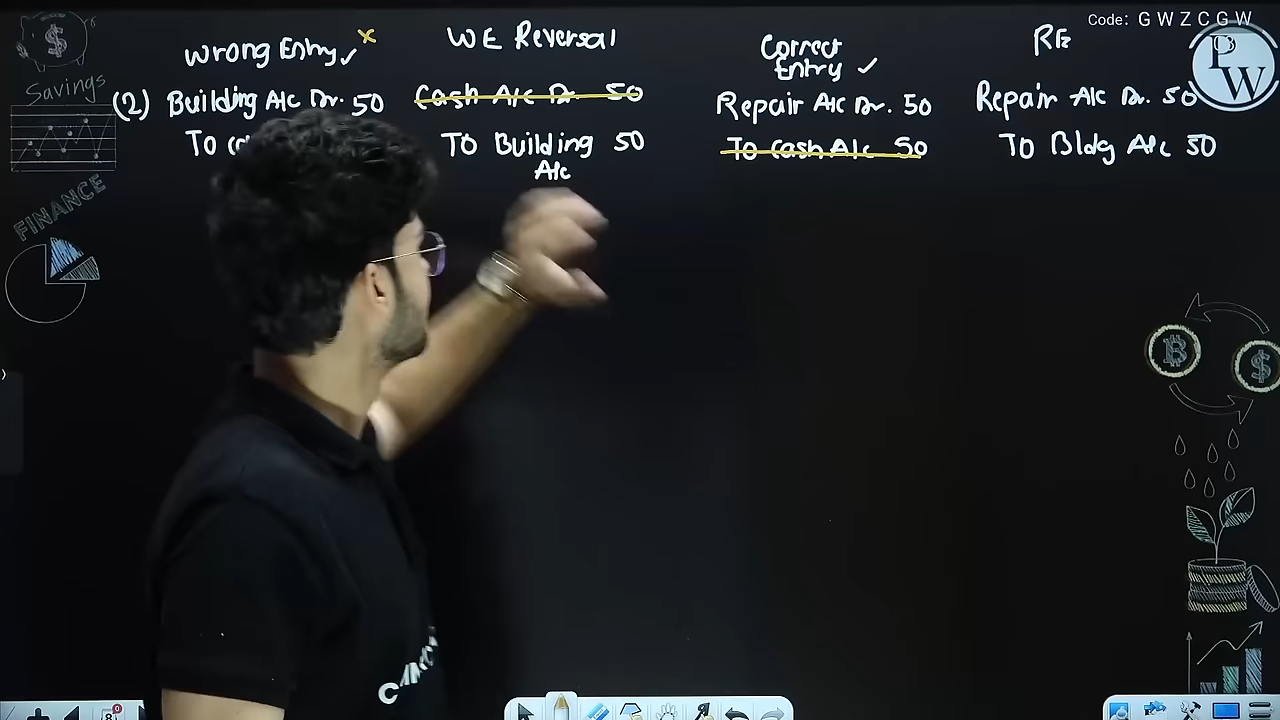 Code: G W Z C G W
Wrong Entry ✓ x
WE Reversal
Correct
Entry ✓
RE
PW
Savings
(2) Building A/c Dr. 50
Cash A/c Dr. 50
Repair A/c Dr. 50
Repair A/c Dr. 50
To
To Building 50
A/c
To Cash A/c 50
To Bldg A/c 50
FINANCE